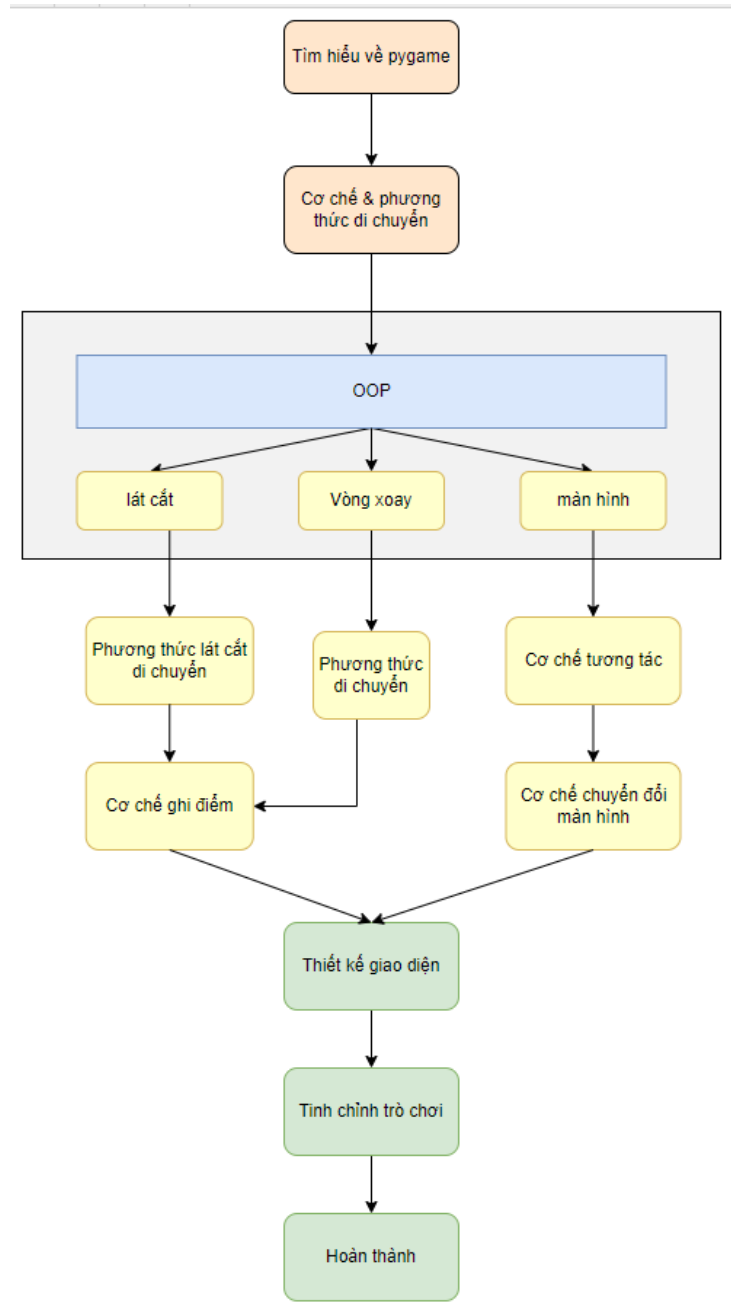 Tìm hiểu về pygame
Cơ chế & phương
thức di chuyển
OOP
lát cắt
Vòng xoay
màn hình
Phương thức lát cắt
di chuyển
Phương thức
di chuyển
Cơ chế tương tác
Cơ chế ghi điểm
Cơ chế chuyển đổi
màn hình
Thiết kế giao diện
Tinh chỉnh trò chơi
Hoàn thành